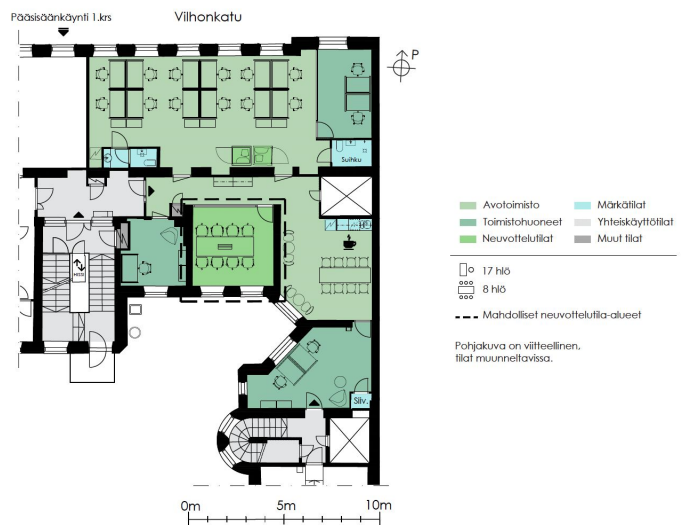 Pääsisäänkäynti 1.krs
Vilhonkatu
P
Suihku
HISSI
Siiv.
Avotoimisto
Toimistohuoneet
Neuvottelutilat
Märkätilat
Yhteiskäyttötilat
Muut tilat
17 hlö
8 hlö
Mahdolliset neuvottelutila-alueet
Pohjakuva on viitteellinen,
tilat muunneltavissa.
0m 5m 10m